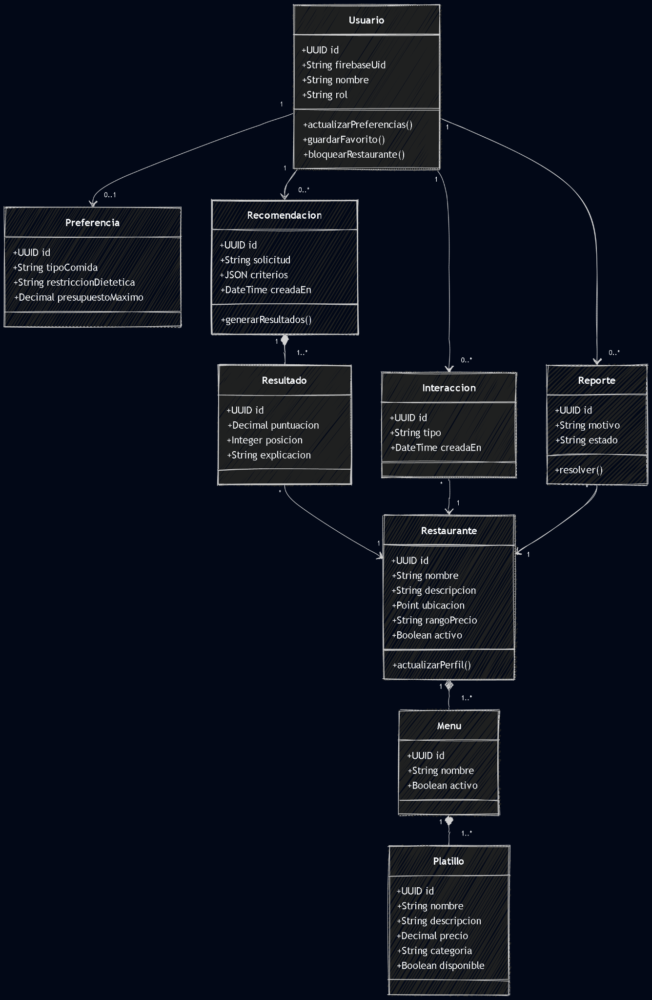 Usuario
+UUID id
+String firebaseUid
+String nombre
+String rol
+actualizarPreferencias()
+guardarFavorito()
+bloquearRestaurante()
1
1
1
1
0..1
0..*
Preferencia
+UUID id
+String tipoComida
+String restriccionDietetica
+Decimal presupuestoMaximo
Recomendacion
+UUID id
+String solicitud
+JSON criterios
+DateTime creadaEn
+generarResultados()
1
1..*
0..*
0..*
Resultado
+UUID id
+Decimal puntuacion
+Integer posicion
+String explicacion
*
Interaccion
+UUID id
+String tipo
+DateTime creadaEn
*
Reporte
+UUID id
+String motivo
+String estado
+resolver()
*
1
1
1
Restaurante
+UUID id
+String nombre
+String descripcion
+Point ubicacion
+String rangoPrecio
+Boolean activo
+actualizarPerfil()
1
1..*
Menu
+UUID id
+String nombre
+Boolean activo
1
1..*
Platillo
+UUID id
+String nombre
+String descripcion
+Decimal precio
+String categoria
+Boolean disponible